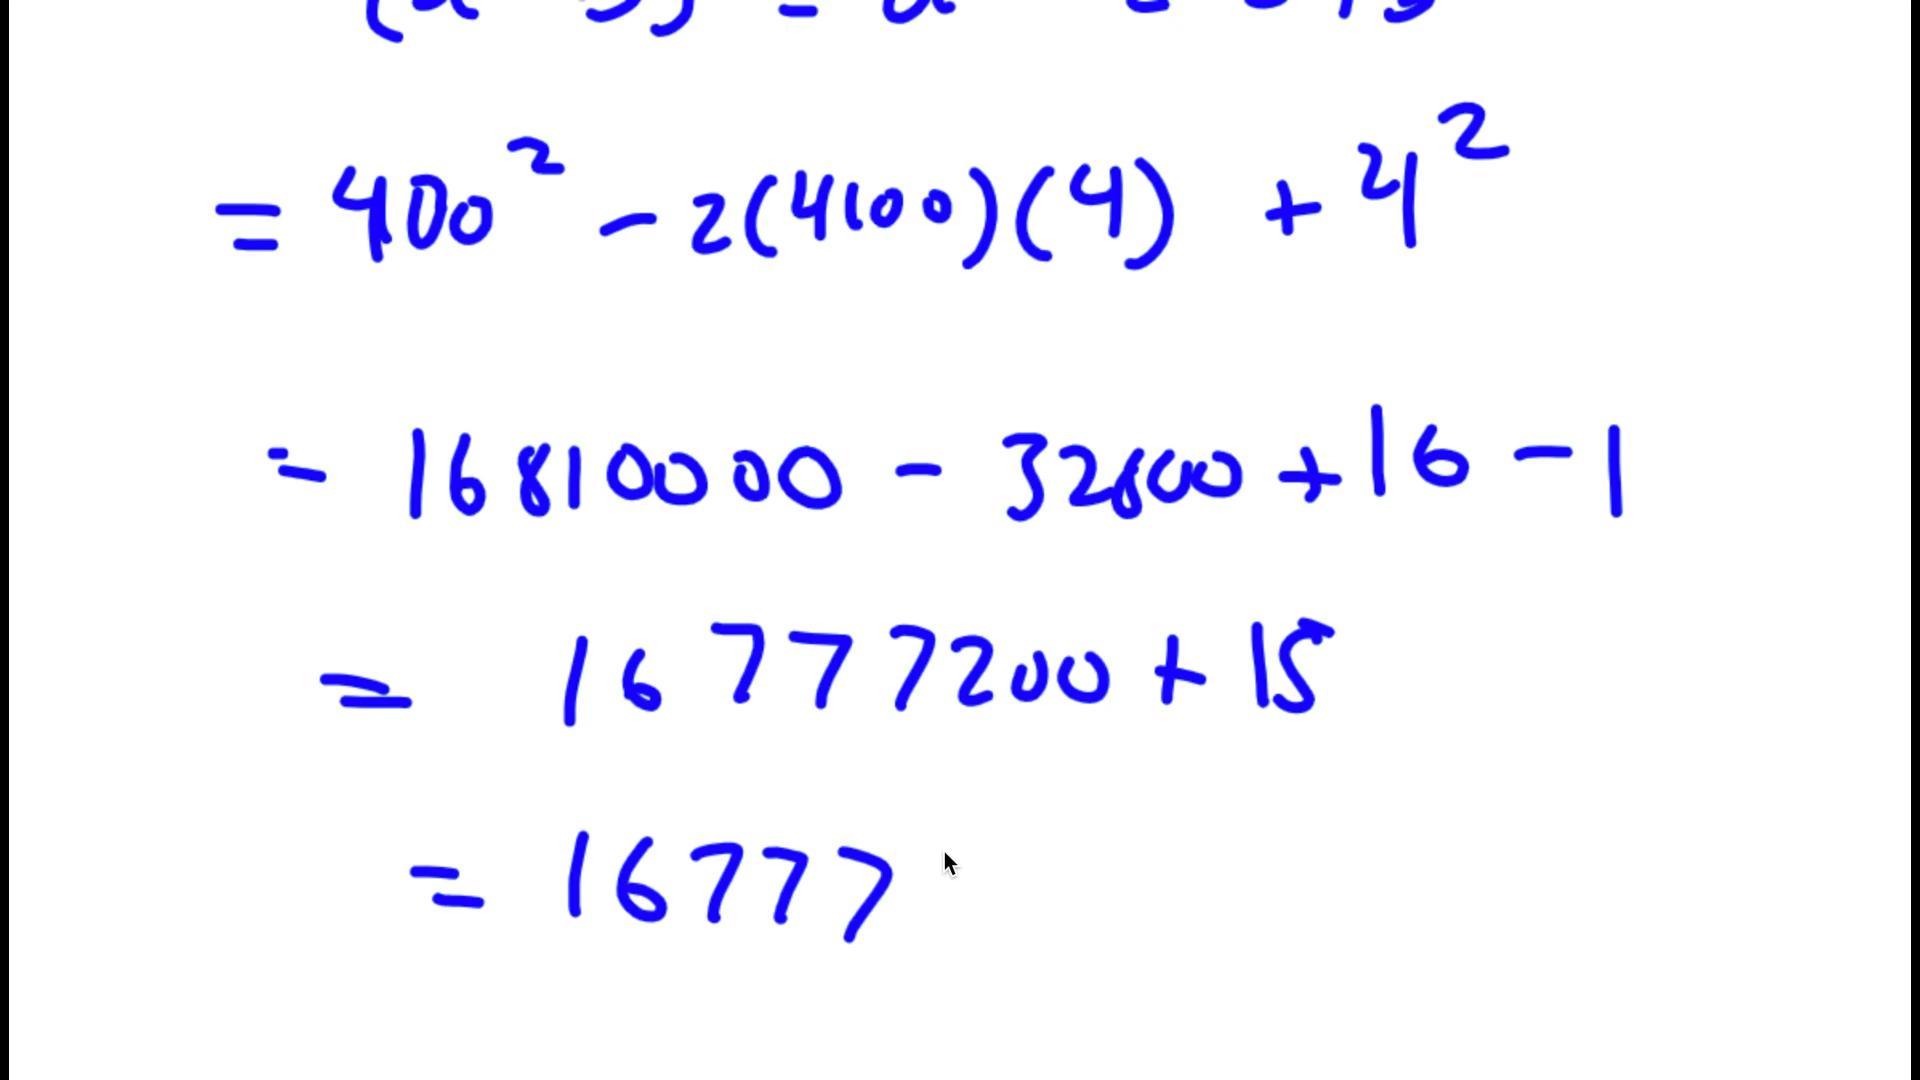 = 400² - 2(4100)(4) + 4²
= 16810000 - 32800 + 16 - 1
= 16777200 + 15
= 16777